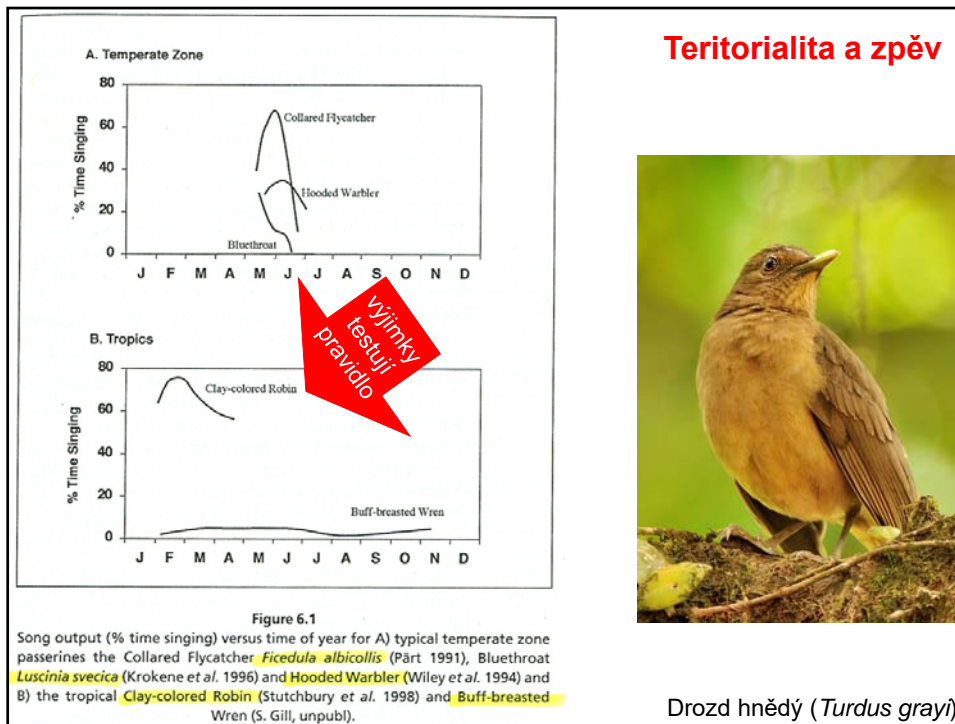 Teritorialita a zpěv
A. Temperate Zone
80
60
40
20
0
% Time Singing
Collared Flycatcher
Hooded Warbler
Bluethroat
J F M A M J J A S O N D
výjimky
testují
pravidlo
B. Tropics
80
60
40
20
0
% Time Singing
Clay-colored Robin
Buff-breasted Wren
J F M A M J J A S O N D
Figure 6.1
Song output (% time singing) versus time of year for A) typical temperate zone
passerines the Collared Flycatcher Ficedula albicollis (Pärt 1991), Bluethroat
Luscinia svecica (Krokene et al. 1996) and Hooded Warbler (Wiley et al. 1994) and
B) the tropical Clay-colored Robin (Stutchbury et al. 1998) and Buff-breasted
Wren (S. Gill, unpubl).
Drozd hnědý (Turdus grayi)